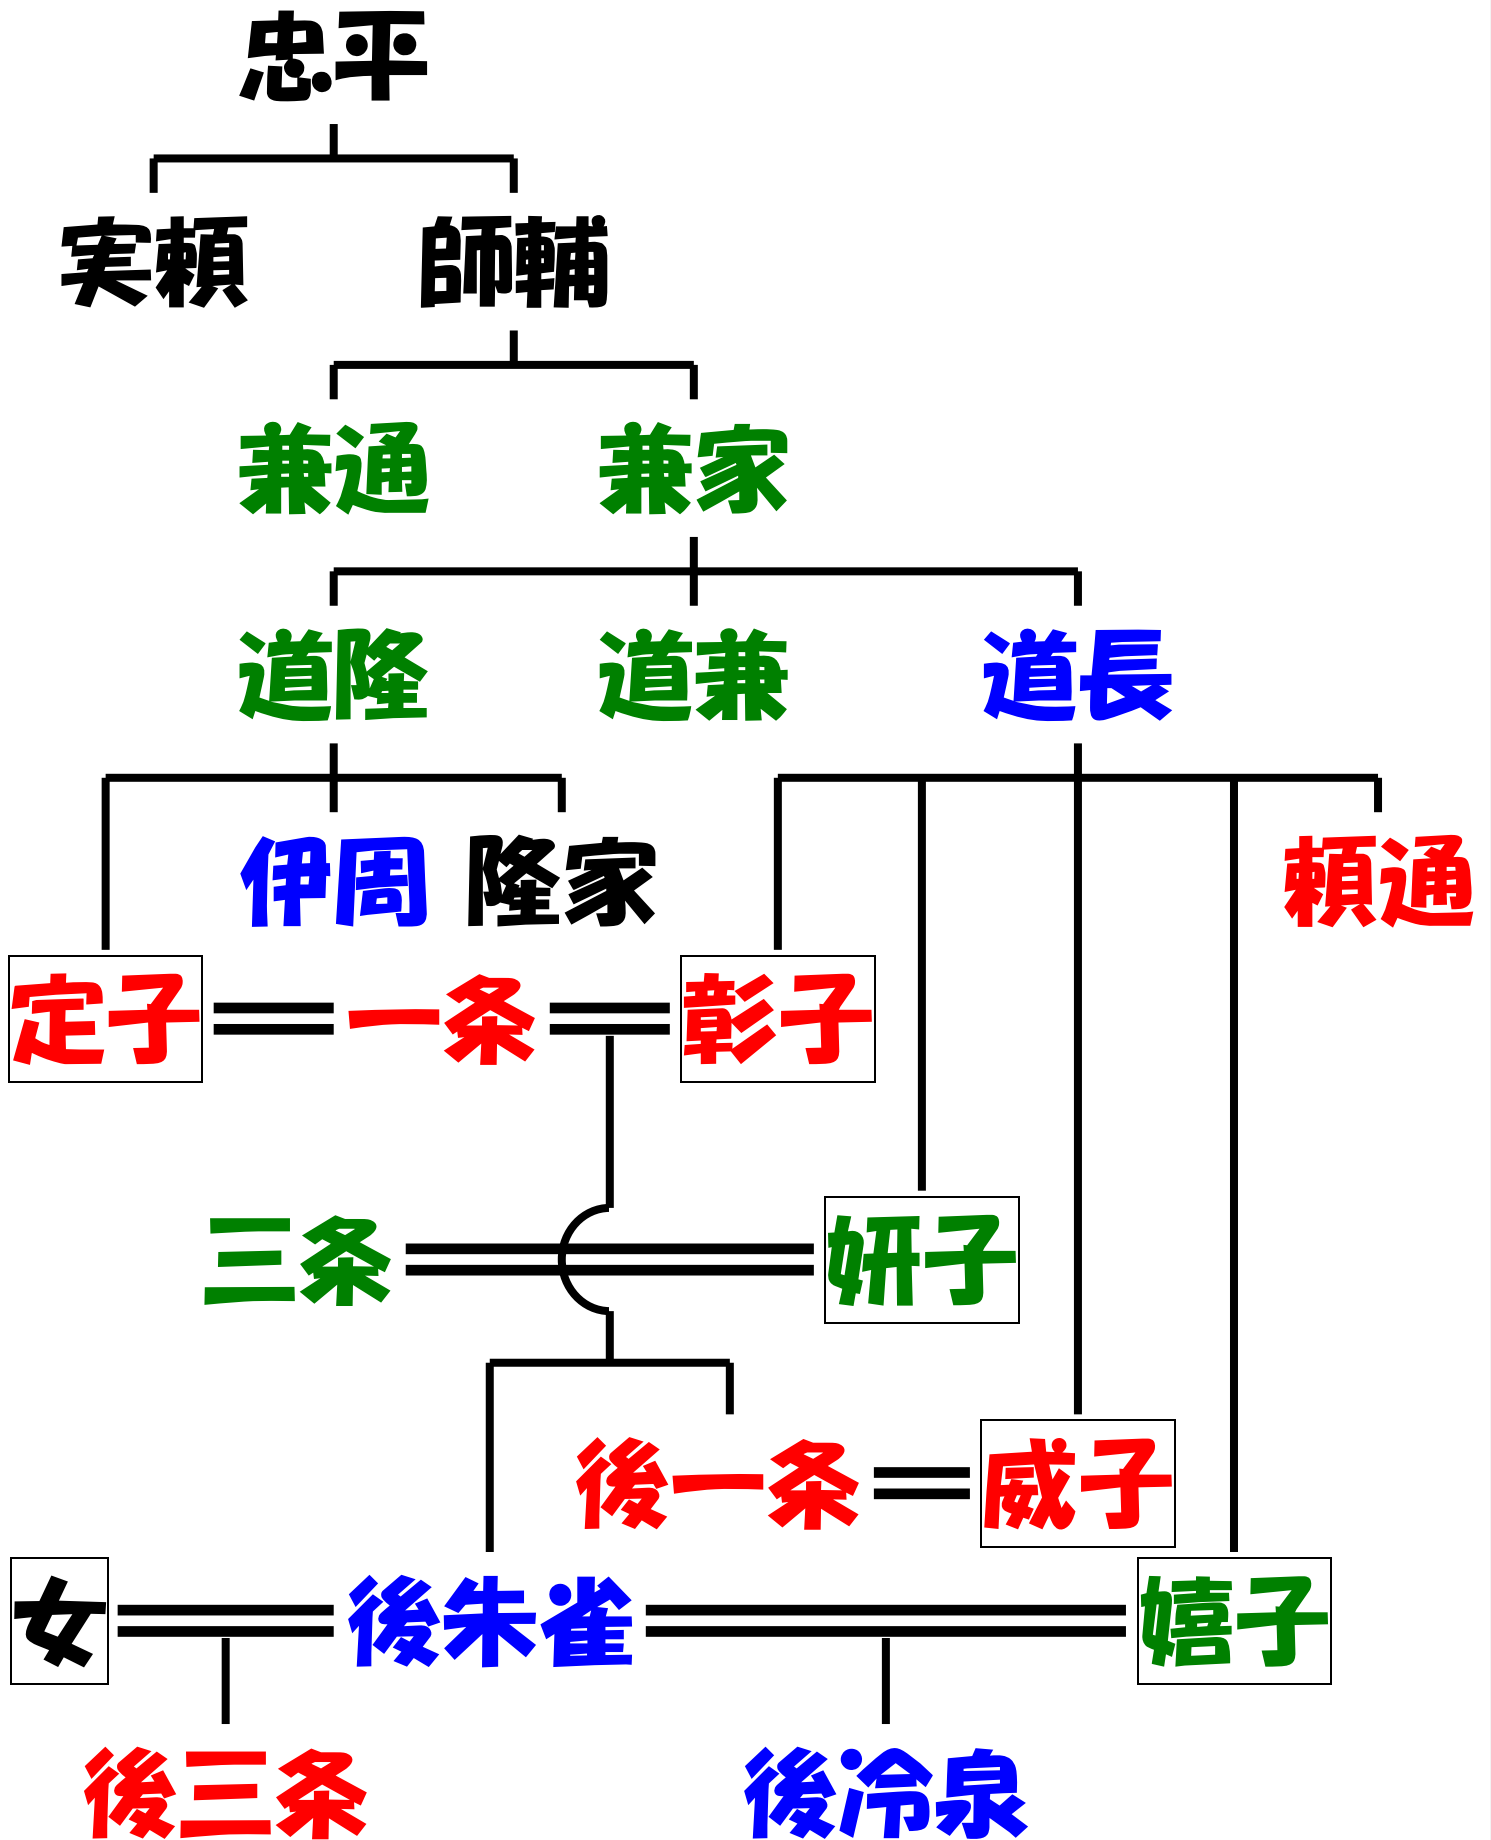 忠平
実頼 師輔
兼通 兼家
道隆 道兼 道長
伊周 隆家 頼通
定子 一条 彰子
三条 妍子
後一条 威子
女 後朱雀 嬉子
後三条 後冷泉